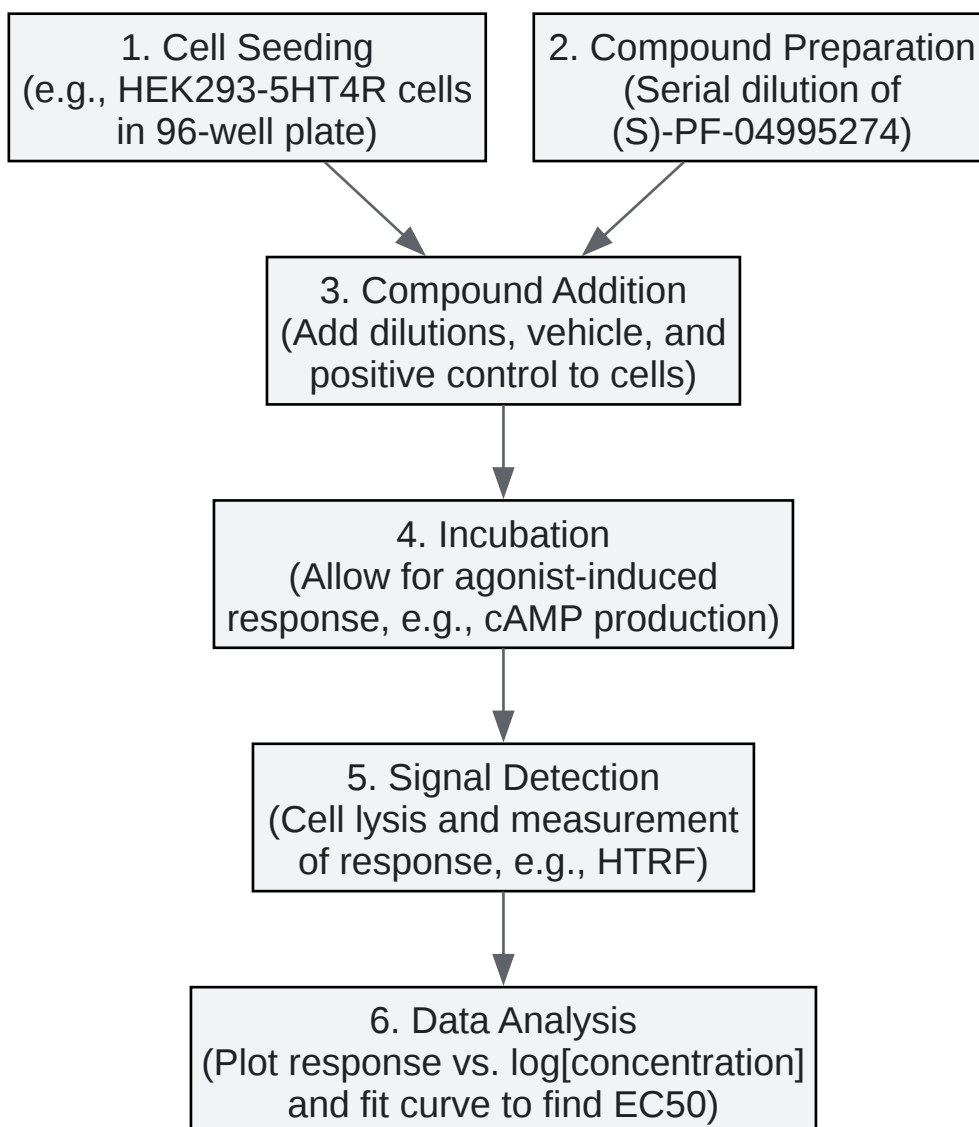 1. Cell Seeding
(e.g., HEK293-5HT4R cells
in 96-well plate)
2. Compound Preparation
(Serial dilution of
(S)-PF-04995274)
3. Compound Addition
(Add dilutions, vehicle, and
positive control to cells)
4. Incubation
(Allow for agonist-induced
response, e.g., cAMP production)
5. Signal Detection
(Cell lysis and measurement
of response, e.g., HTRF)
6. Data Analysis
(Plot response vs. log[concentration]
and fit curve to find EC50)